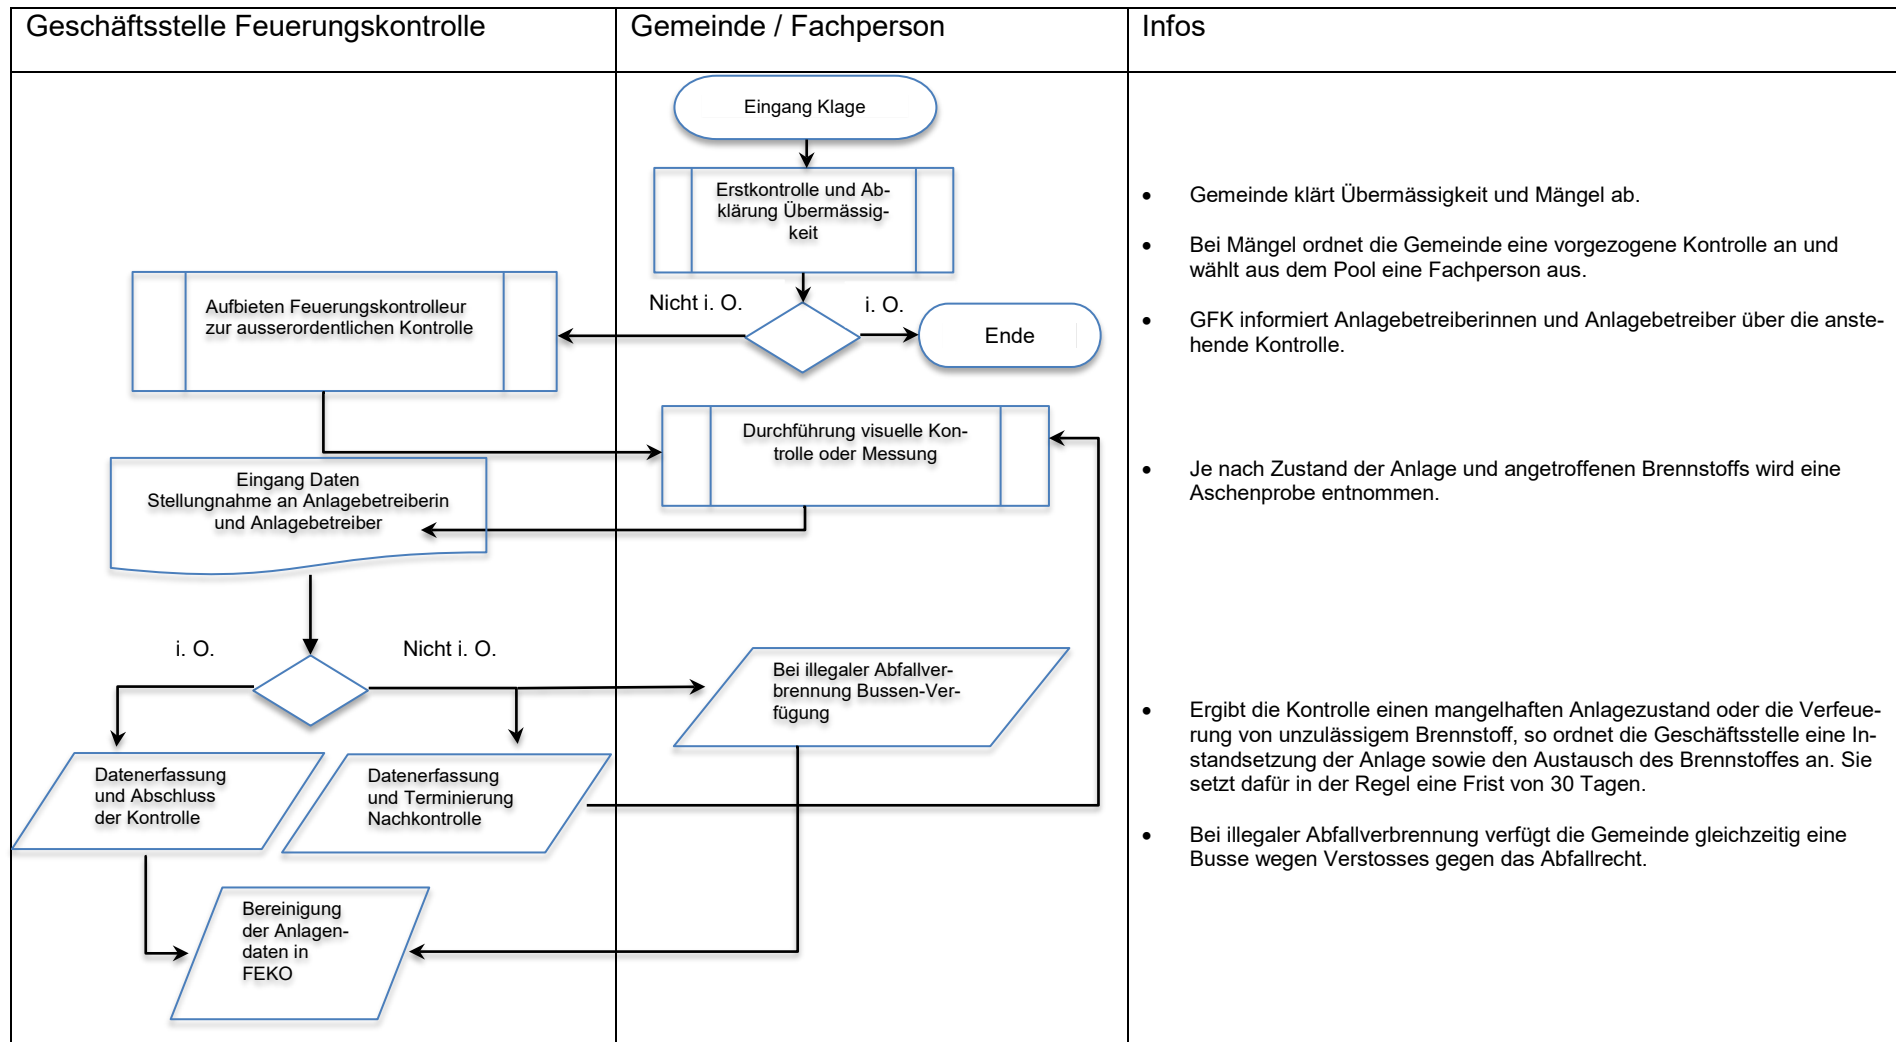 Geschäftsstelle Feuerungskontrolle
Gemeinde / Fachperson
Infos
Eingang Klage
Erstkontrolle und Ab-
klärung Übermässig-
keit
Nicht i. O.
i. O.
Ende
Aufbieten Feuerungskontrolleur
zur ausserordentlichen Kontrolle
Durchführung visuelle Kon-
trolle oder Messung
Eingang Daten
Stellungnahme an Anlagebetreiberin
und Anlagebetreiber
i. O.
Nicht i. O.
Bei illegaler Abfallver-
brennung Bussen-Ver-
fügung
Datenerfassung
und Abschluss
der Kontrolle
Datenerfassung
und Terminierung
Nachkontrolle
Bereinigung
der Anlagen-
daten in
FEKO
• Gemeinde klärt Übermässigkeit und Mängel ab.
• Bei Mängel ordnet die Gemeinde eine vorgezogene Kontrolle an und
wählt aus dem Pool eine Fachperson aus.
• GFK informiert Anlagebetreiberinnen und Anlagebetreiber über die anste-
hende Kontrolle.
• Je nach Zustand der Anlage und angetroffenen Brennstoffs wird eine
Aschenprobe entnommen.
• Ergibt die Kontrolle einen mangelhaften Anlagezustand oder die Verfeue-
rung von unzulässigem Brennstoff, so ordnet die Geschäftsstelle eine In-
standsetzung der Anlage sowie den Austausch des Brennstoffes an. Sie
setzt dafür in der Regel eine Frist von 30 Tagen.
• Bei illegaler Abfallverbrennung verfügt die Gemeinde gleichzeitig eine
Busse wegen Verstosses gegen das Abfallrecht.